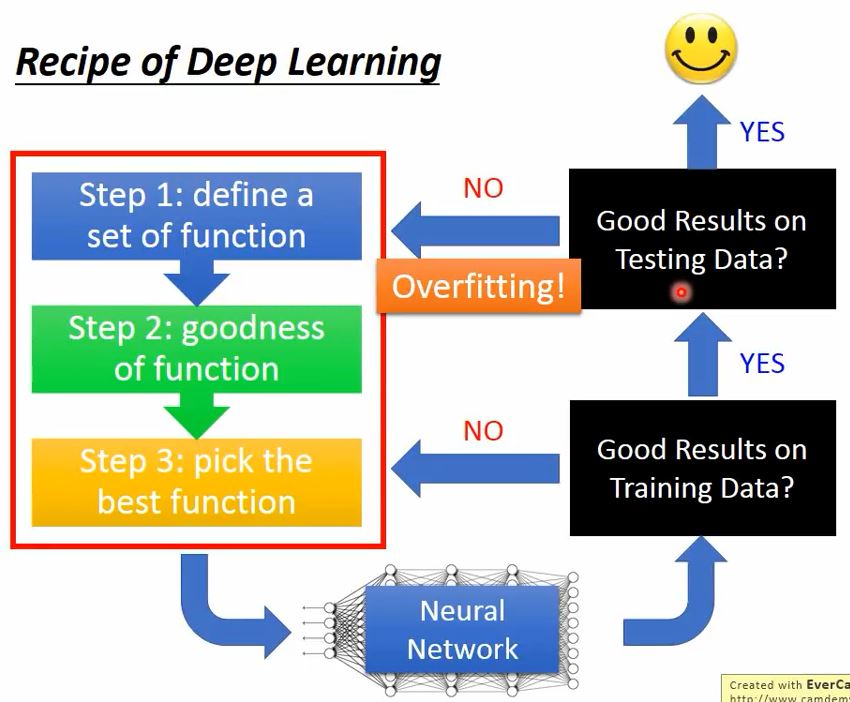 Recipe of Deep Learning
YES
Step 1: define a
set of function
NO
Good Results on
Testing Data?
Overfitting!
Step 2: goodness
of function
YES
NO
Step 3: pick the
best function
Good Results on
Training Data?
Neural
Network
Created with EverCa
http://www.camdem